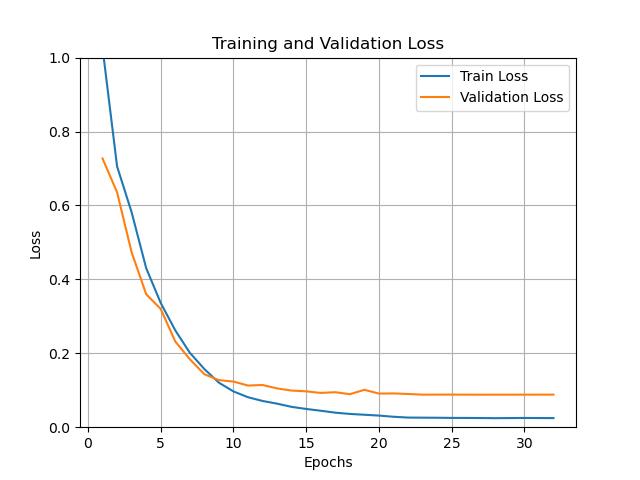 Training and Validation Loss
Train Loss
Validation Loss
1.0
0.8
0.6
0.4
0.2
0.0
Loss
0 5 10 15 20 25 30
Epochs